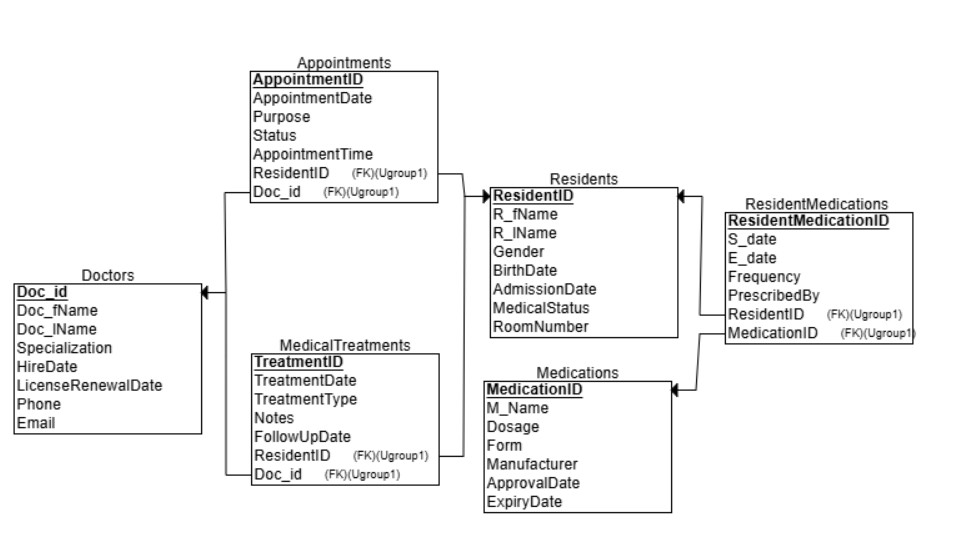 Appointments
AppointmentID
AppointmentDate
Purpose
Status
AppointmentTime
ResidentID (FK)(Ugroup1)
Doc_id (FK)(Ugroup1)
Residents
ResidentID
R_fName
R_lName
Gender
BirthDate
AdmissionDate
MedicalStatus
RoomNumber
ResidentMedications
ResidentMedicationID
S_date
E_date
Frequency
PrescribedBy
ResidentID (FK)(Ugroup1)
MedicationID (FK)(Ugroup1)
Doctors
Doc_id
Doc_fName
Doc_lName
Specialization
HireDate
LicenseRenewalDate
Phone
Email
MedicalTreatments
TreatmentID
TreatmentDate
TreatmentType
Notes
FollowUpDate
ResidentID (FK)(Ugroup1)
Doc_id (FK)(Ugroup1)
Medications
MedicationID
M_Name
Dosage
Form
Manufacturer
ApprovalDate
ExpiryDate